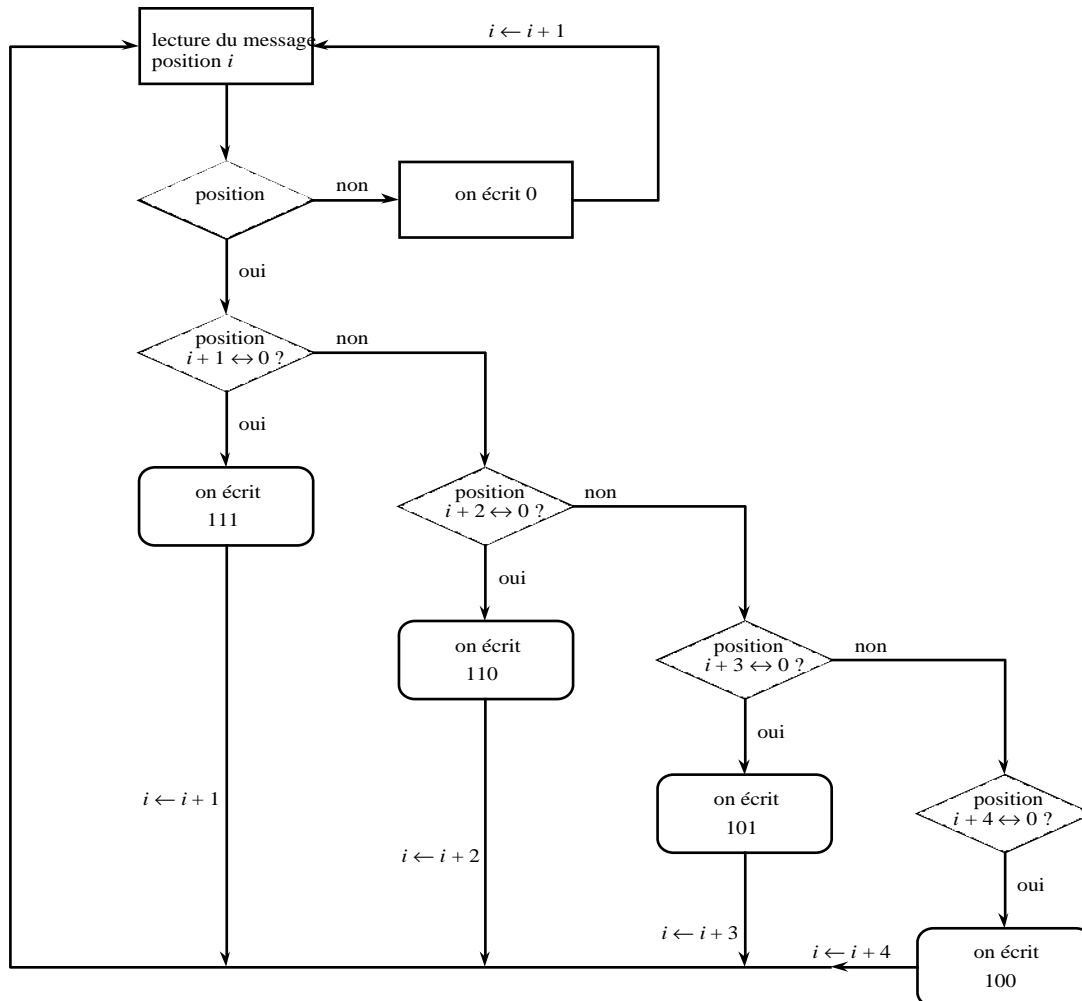 lecture du message
position i
i ← i + 1
position
non
on écrit 0
oui
position
i + 1 ↔ 0 ?
non
oui
on écrit
111
position
i + 2 ↔ 0 ?
non
oui
on écrit
110
position
i + 3 ↔ 0 ?
non
oui
on écrit
101
position
i + 4 ↔ 0 ?
oui
i ← i + 1
i ← i + 2
i ← i + 3
i ← i + 4
on écrit
100